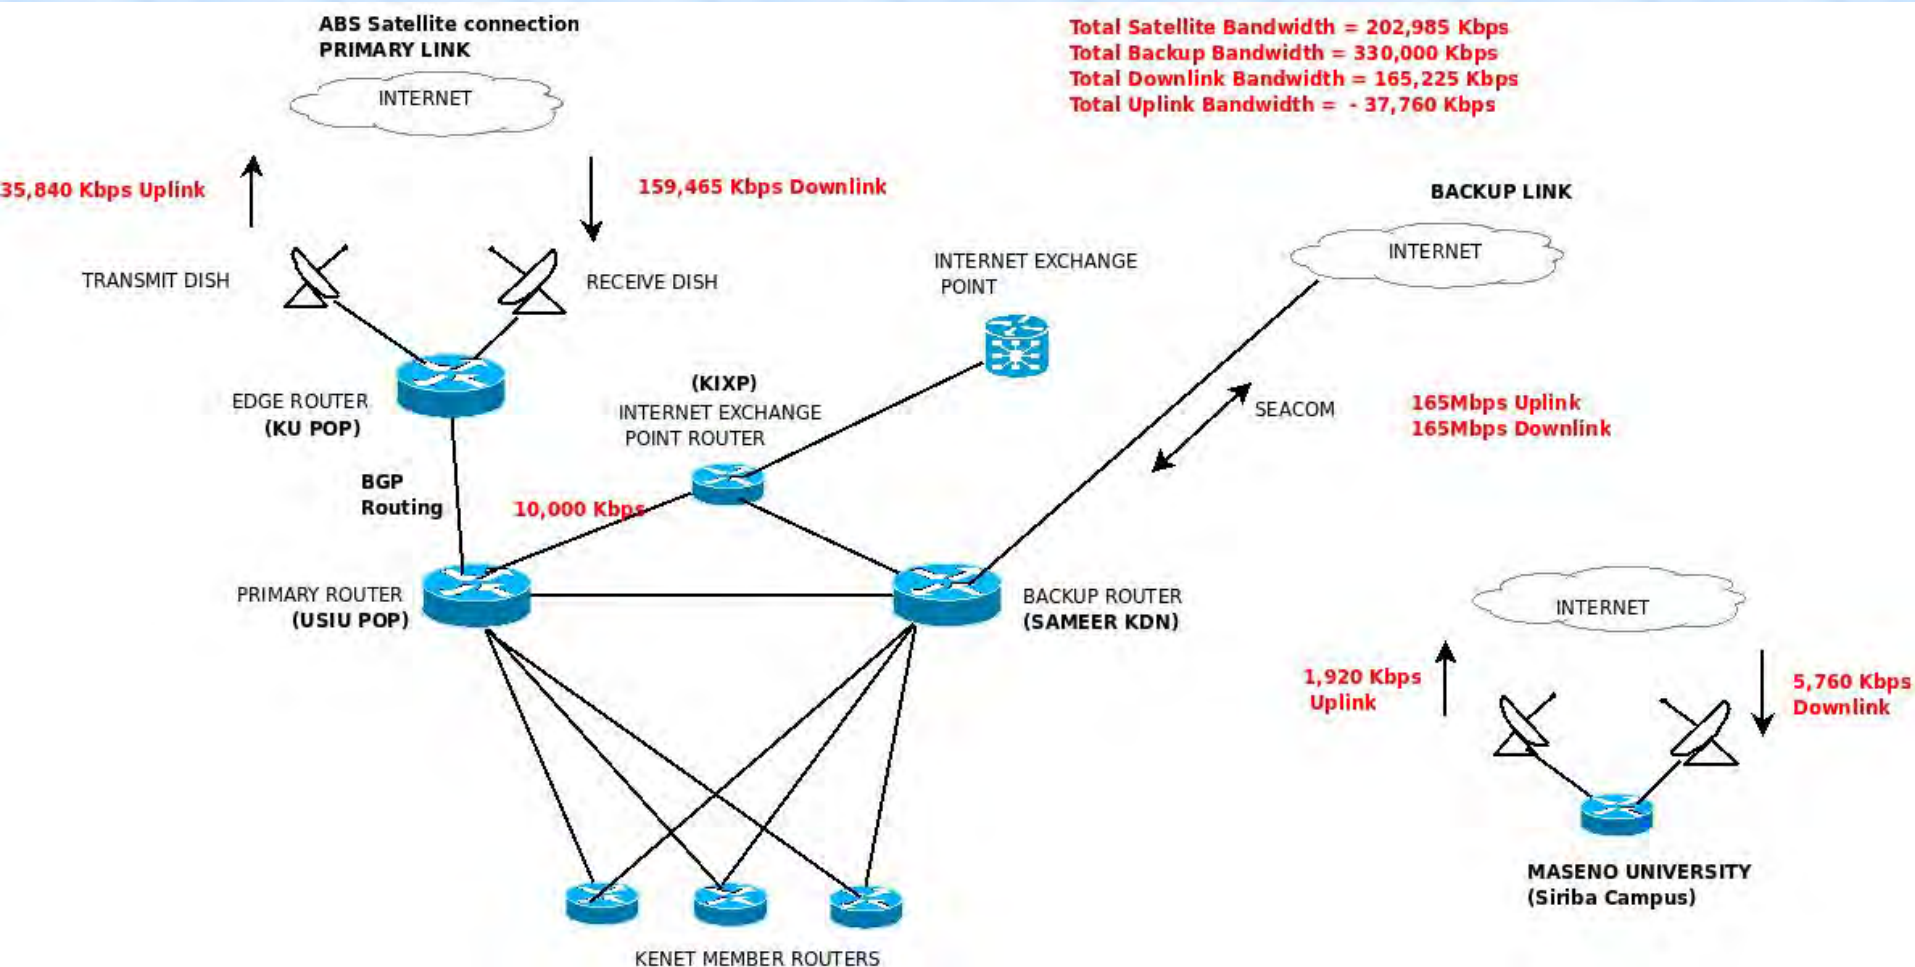 ABS Satellite connection
PRIMARY LINK
INTERNET
Total Satellite Bandwidth = 202,985 Kbps
Total Backup Bandwidth = 330,000 Kbps
Total Downlink Bandwidth = 165,225 Kbps
Total Uplink Bandwidth =  - 37,760 Kbps
35,840 Kbps Uplink
159,465 Kbps Downlink
BACKUP LINK
INTERNET
TRANSMIT DISH
RECEIVE DISH
INTERNET EXCHANGE
POINT
EDGE ROUTER
(KU POP)
(KIXP)
INTERNET EXCHANGE
POINT ROUTER
SEACOM
165Mbps Uplink
165Mbps Downlink
BGP
Routing
10,000 Kbps
PRIMARY ROUTER
(USIU POP)
BACKUP ROUTER
(SAMEER KDN)
INTERNET
1,920 Kbps
Uplink
5,760 Kbps
Downlink
MASENO UNIVERSITY
(Siriba Campus)
KENET MEMBER ROUTERS